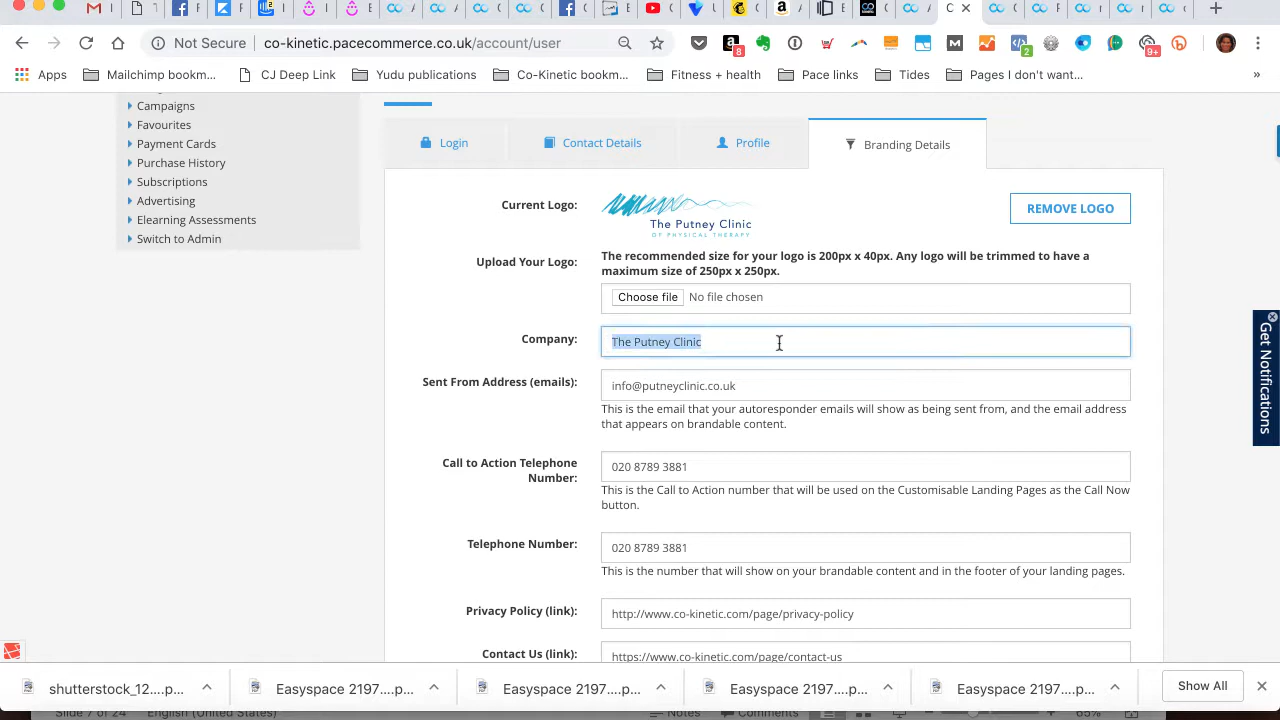 Not Secure co-kinetic.pacecommerce.co.uk/account/user
8 2 9+
Apps Mailchimp bookm... CJ Deep Link Yudu publications Co-Kinetic bookm... Fitness + health Pace links Tides Pages I don't want... »
Campaigns
Favourites
Payment Cards
Purchase History
Subscriptions
Advertising
Elearning Assessments
Switch to Admin
Login Contact Details Profile Branding Details
Current Logo:
The Putney Clinic
OF PHYSICAL THERAPY
REMOVE LOGO
Upload Your Logo:
The recommended size for your logo is 200px x 40px. Any logo will be trimmed to have a
maximum size of 250px x 250px.
Choose file No file chosen
Company: The Putney Clinic
Sent From Address (emails): info@putneyclinic.co.uk
This is the email that your autoresponder emails will show as being sent from, and the email address
that appears on brandable content.
Call to Action Telephone
Number:
020 8789 3881
This is the Call to Action number that will be used on the Customisable Landing Pages as the Call Now
button.
Telephone Number: 020 8789 3881
This is the number that will show on your brandable content and in the footer of your landing pages.
Privacy Policy (link): http://www.co-kinetic.com/page/privacy-policy
Contact Us (link): https://www.co-kinetic.com/page/contact-us
Get Notifications
shutterstock_12....p... Easyspace 2197....p... Easyspace 2197....p... Easyspace 2197....p... Easyspace 2197....p... Show All
Slide 7 of 24 English (United States) Notes Comments 65%